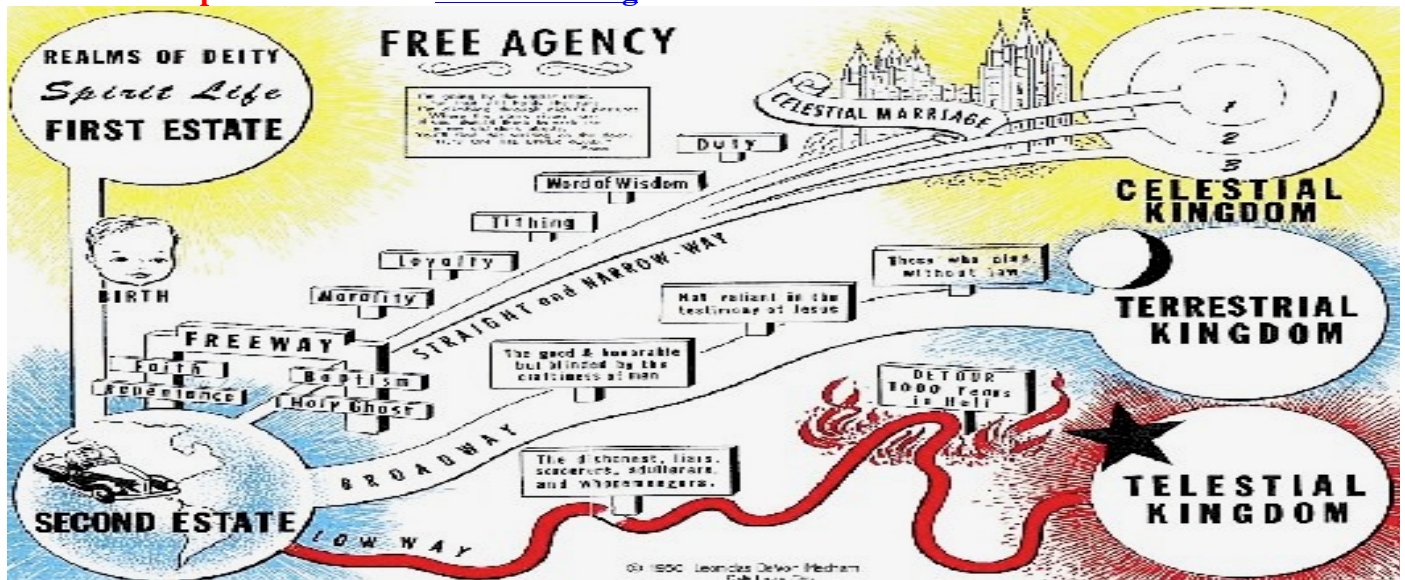 REALMS OF DEITY
Spirit Life
FIRST ESTATE
FREE AGENCY
CELESTIAL MARRIAGE
1
2
3
CELESTIAL
KINGDOM
Duty
Word of Wisdom
Tithing
Loyalty
Morality
BIRTH
FREEWAY
Faith
Repentance
Baptism
Holy Ghost
STRAIGHT and NARROW-WAY
Those who died
without law
Not valiant in the
testimony of Jesus
The good & honorable
but blinded by the
craftiness of men
TERRESTRIAL
KINGDOM
DETOUR
1000 Years
in Hell
BROADWAY
The dishonest, liars,
sorcerers, adulterers,
and whoremongers.
SECOND ESTATE
LOW WAY
TELESTIAL
KINGDOM
Leonidas DeVon Mecham